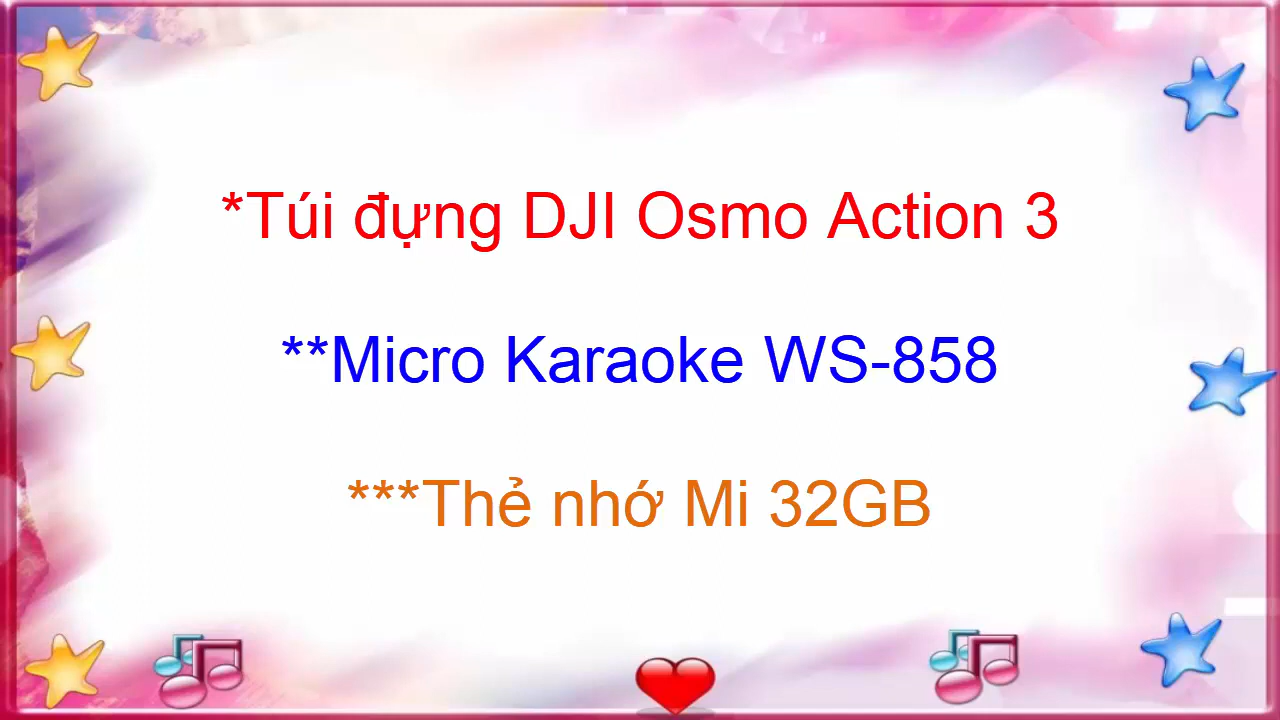 *Túi đựng DJI Osmo Action 3
**Micro Karaoke WS-858
***Thẻ nhớ Mi 32GB